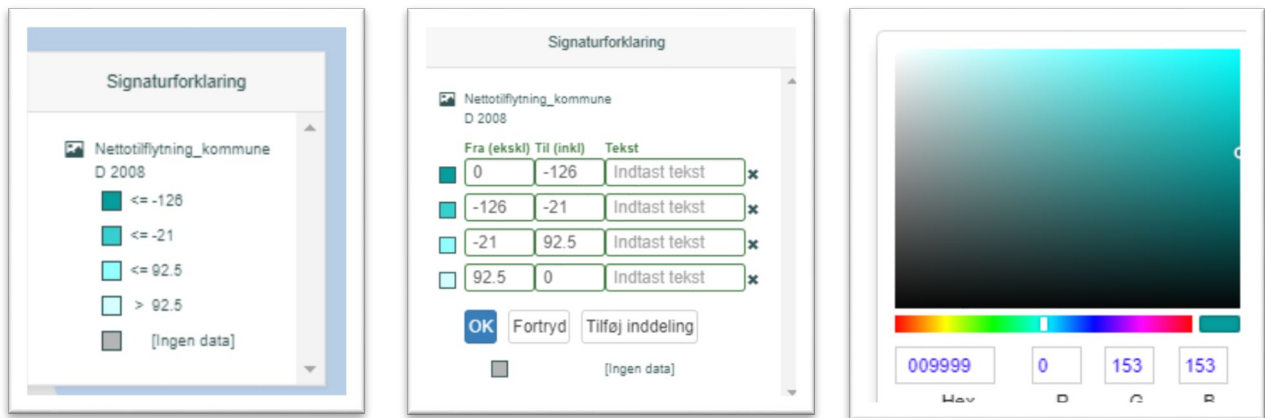 Signaturforklaring
Nettotilflytning_kommune
D 2008
<= -126
<= -21
<= 92.5
> 92.5
[Ingen data]
Signaturforklaring
Nettotilflytning_kommune
D 2008
Fra (ekskl) Til (inkl) Tekst
0 -126 Indtast tekst
-126 -21 Indtast tekst
-21 92.5 Indtast tekst
92.5 0 Indtast tekst
OK Fortryd Tilføj inddeling
[Ingen data]
009999 0 153 153
Hex R G B